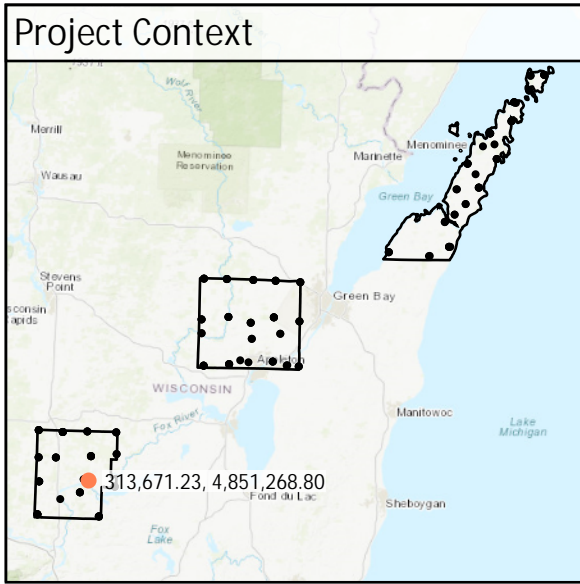 Project Context
Wolf
River
Merrill
Menominee
Menominee
Reservation
Marinette
Wausau
Green Bay
Stevens
Point
Green Bay
Appleton
WISCONSIN
Manitowoc
Fox River
Lake
Michigan
313,671.23, 4,851,268.80
Fond du Lac
Sheboygan
Fox
Lake